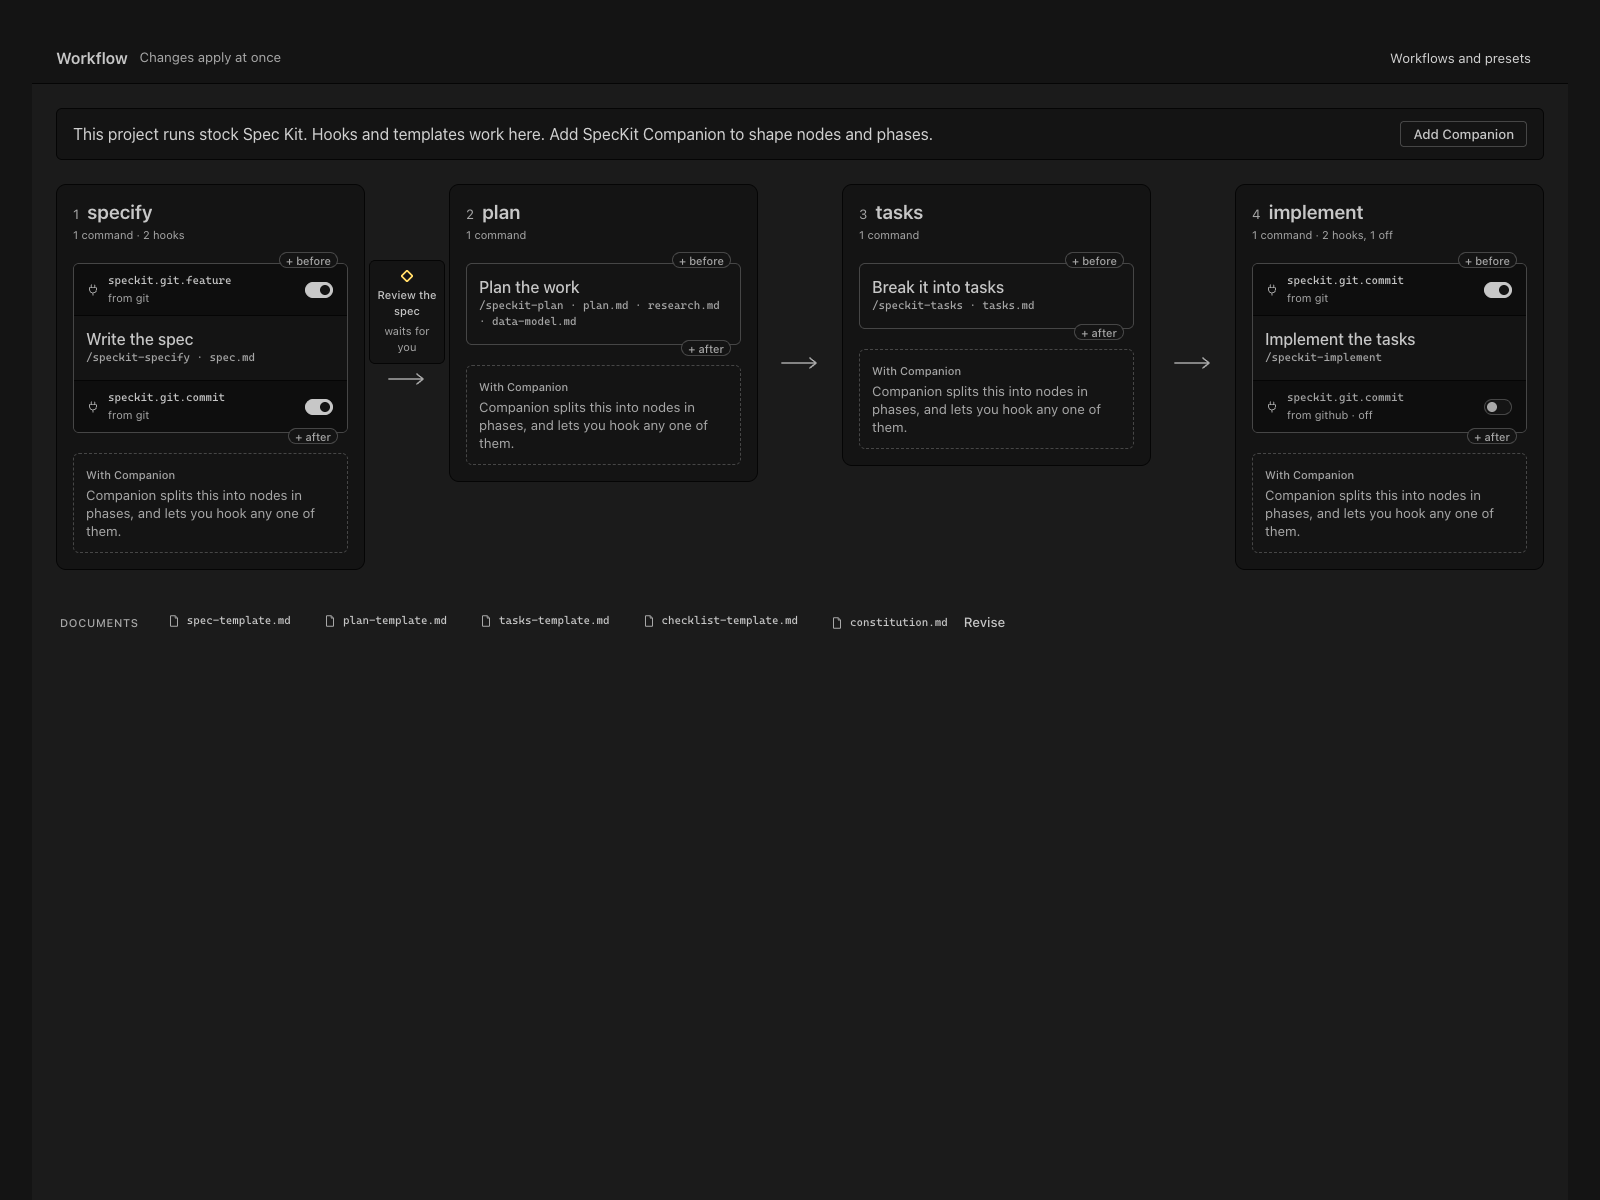 Workflow Changes apply at once
Workflows and presets
This project runs stock Spec Kit. Hooks and templates work here. Add SpecKit Companion to shape nodes and phases.
Add Companion
1 specify
1 command · 2 hooks
+ before
speckit.git.feature
from git
Write the spec
/speckit-specify · spec.md
speckit.git.commit
from git
+ after
With Companion
Companion splits this into nodes in
phases, and lets you hook any one of
them.
Review the
spec
waits for
you
2 plan
1 command
+ before
Plan the work
/speckit-plan · plan.md · research.md
· data-model.md
+ after
With Companion
Companion splits this into nodes in
phases, and lets you hook any one of
them.
3 tasks
1 command
+ before
Break it into tasks
/speckit-tasks · tasks.md
+ after
With Companion
Companion splits this into nodes in
phases, and lets you hook any one of
them.
4 implement
1 command · 2 hooks, 1 off
+ before
speckit.git.commit
from git
Implement the tasks
/speckit-implement
speckit.git.commit
from github · off
+ after
With Companion
Companion splits this into nodes in
phases, and lets you hook any one of
them.
DOCUMENTS spec-template.md plan-template.md tasks-template.md checklist-template.md constitution.md Revise